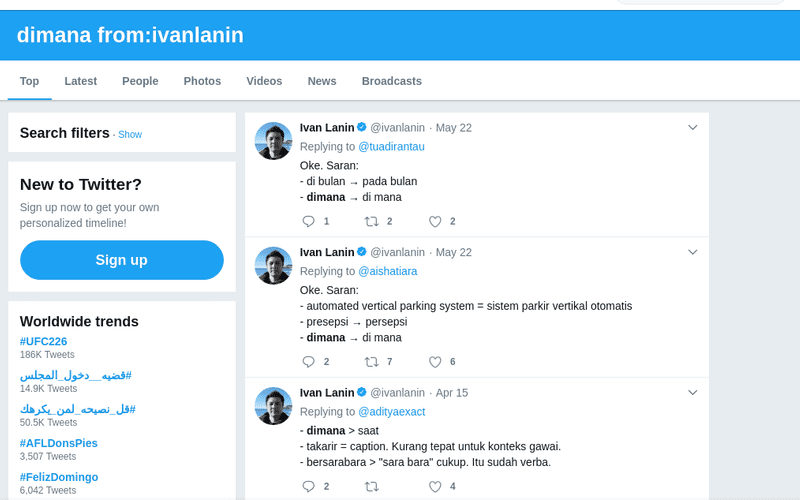 dimana from:ivanlanin
Top Latest People Photos Videos News Broadcasts
Search filters · Show
New to Twitter?
Sign up now to get your own
personalized timeline!
Sign up
Worldwide trends
#UFC226
186K Tweets
#قضيه__دخول_المجلس
14.9K Tweets
#قل_نصيحه_لمن_يكرهك
50.5K Tweets
#AFLDonsPies
3,507 Tweets
#FelizDomingo
6,042 Tweets
Ivan Lanin @ivanlanin · May 22
Replying to @tuadirantau
Oke. Saran:
- di bulan → pada bulan
- dimana → di mana
1 2 2
Ivan Lanin @ivanlanin · May 22
Replying to @aishatiara
Oke. Saran:
- automated vertical parking system = sistem parkir vertikal otomatis
- presepsi → persepsi
- dimana → di mana
2 7 6
Ivan Lanin @ivanlanin · Apr 15
Replying to @adityaexact
- dimana > saat
- takarir = caption. Kurang tepat untuk konteks gawai.
- bersarabara > "sara bara" cukup. Itu sudah verba.
2 4